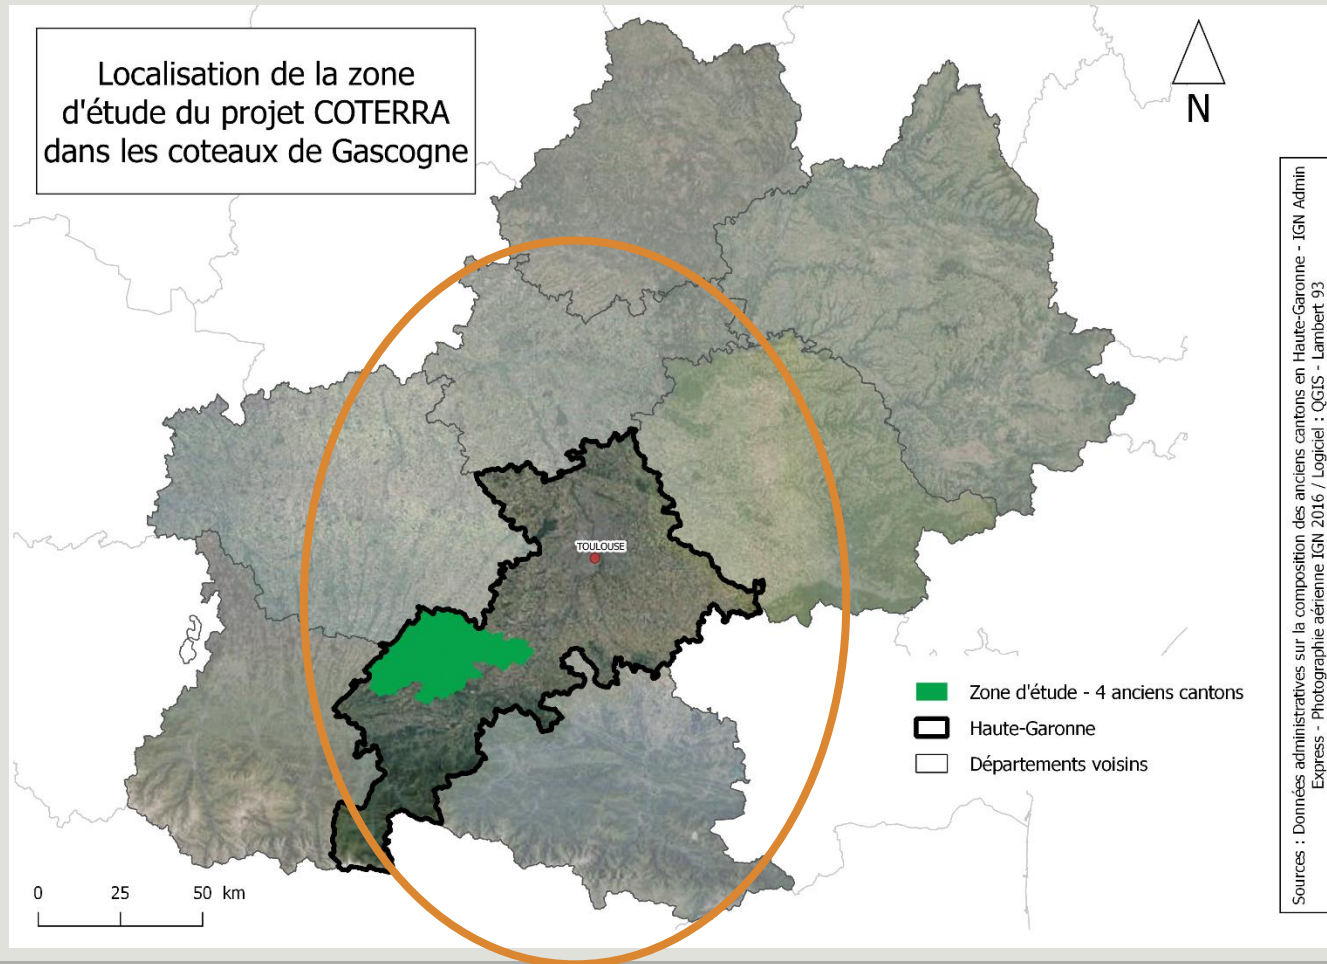 Localisation de la zone
d'étude du projet COTERRA
dans les coteaux de Gascogne
N
TOULOUSE
Zone d'étude - 4 anciens cantons
Haute-Garonne
Départements voisins
0 25 50 km
Sources : Données administratives sur la composition des anciens cantons en Haute-Garonne - IGN Admin
Express - Photographie aérienne IGN 2016 / Logiciel : QGIS - Lambert 93